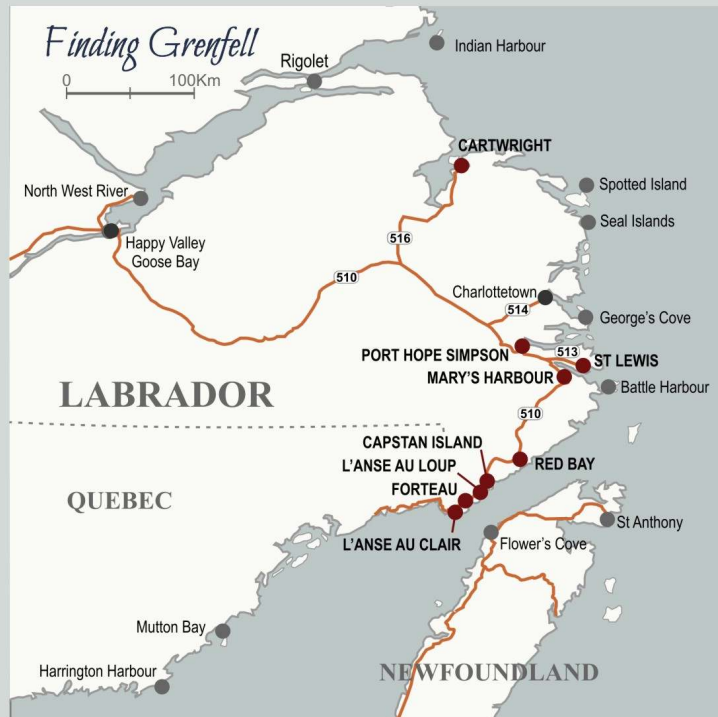 Finding Grenfell
0 100Km
Rigolet
Indian Harbour
CARTWRIGHT
North West River
Spotted Island
Happy Valley
Goose Bay
Seal Islands
516
510
Charlottetown
514
George's Cove
PORT HOPE SIMPSON
513
ST LEWIS
MARY'S HARBOUR
Battle Harbour
LABRADOR
510
CAPSTAN ISLAND
L'ANSE AU LOUP
RED BAY
FORTEAU
QUEBEC
St Anthony
L'ANSE AU CLAIR
Flower's Cove
Mutton Bay
Harrington Harbour
NEWFOUNDLAND